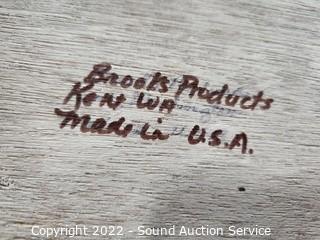 Brooks Products
Kent WA
Made in U.S.A.
Copyright 2022 - Sound Auction Service